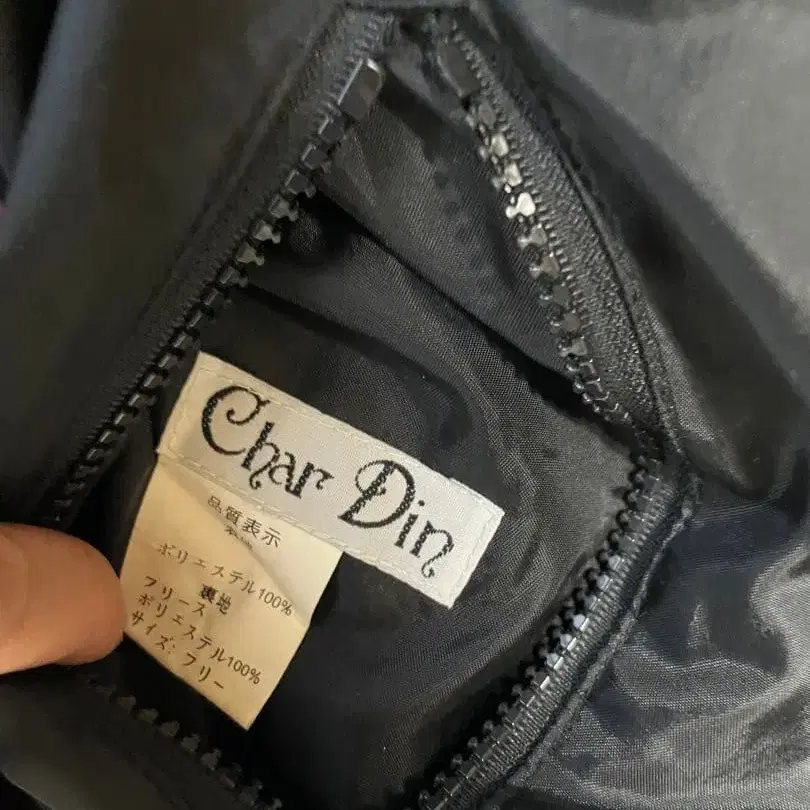 Char Din
品質表示
ポリエステル100%
裏地
フリース
ポリエステル100%
サイズ:フリー